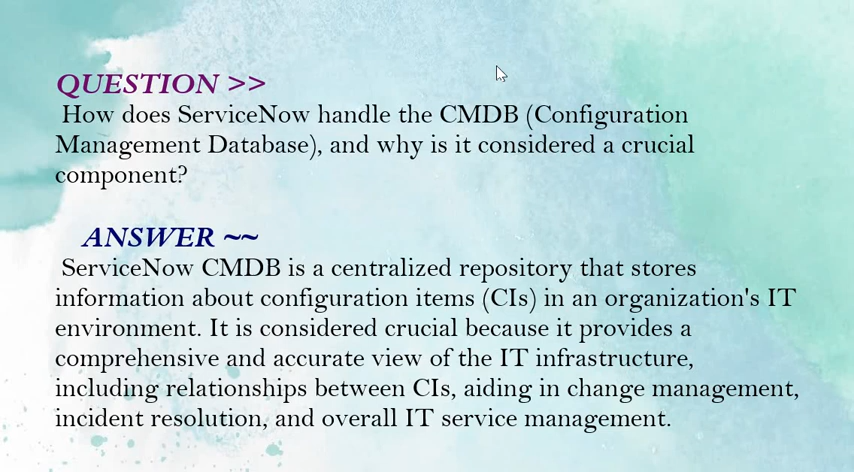 QUESTION >>
How does ServiceNow handle the CMDB (Configuration
Management Database), and why is it considered a crucial
component?
ANSWER ~~
ServiceNow CMDB is a centralized repository that stores
information about configuration items (CIs) in an organization's IT
environment. It is considered crucial because it provides a
comprehensive and accurate view of the IT infrastructure,
including relationships between CIs, aiding in change management,
incident resolution, and overall IT service management.